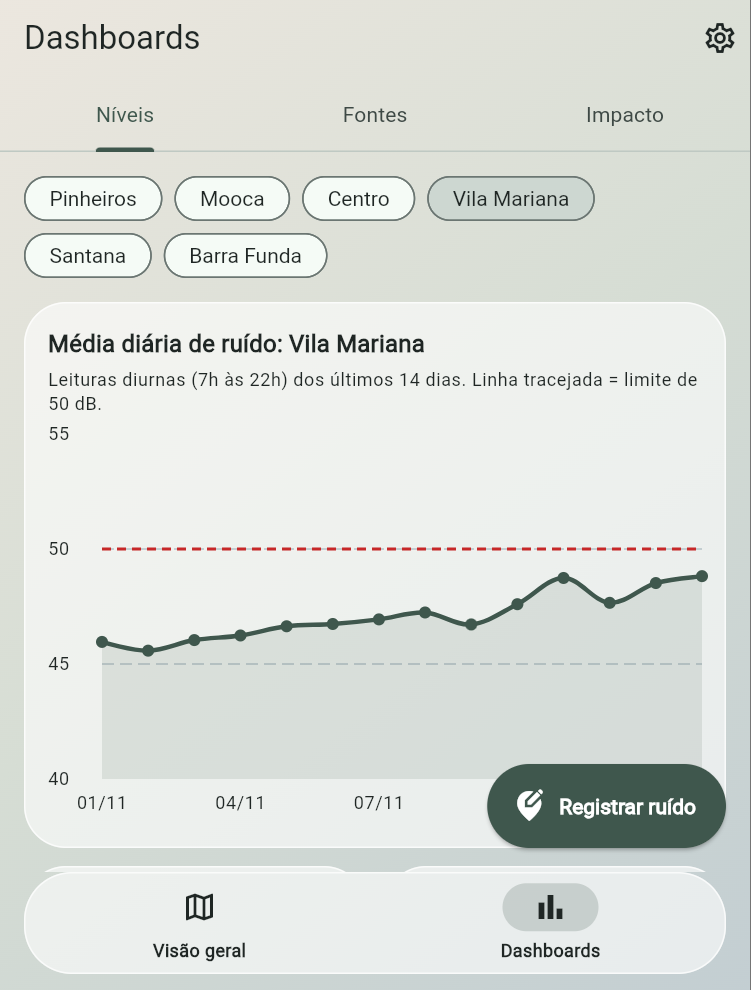 Dashboards
Níveis Fontes Impacto
Pinheiros Mooca Centro Vila Mariana
Santana Barra Funda
Média diária de ruído: Vila Mariana
Leituras diurnas (7h às 22h) dos últimos 14 dias. Linha tracejada = limite de
50 dB.
55
50
45
40
01/11 04/11 07/11
Registrar ruído
Visão geral Dashboards